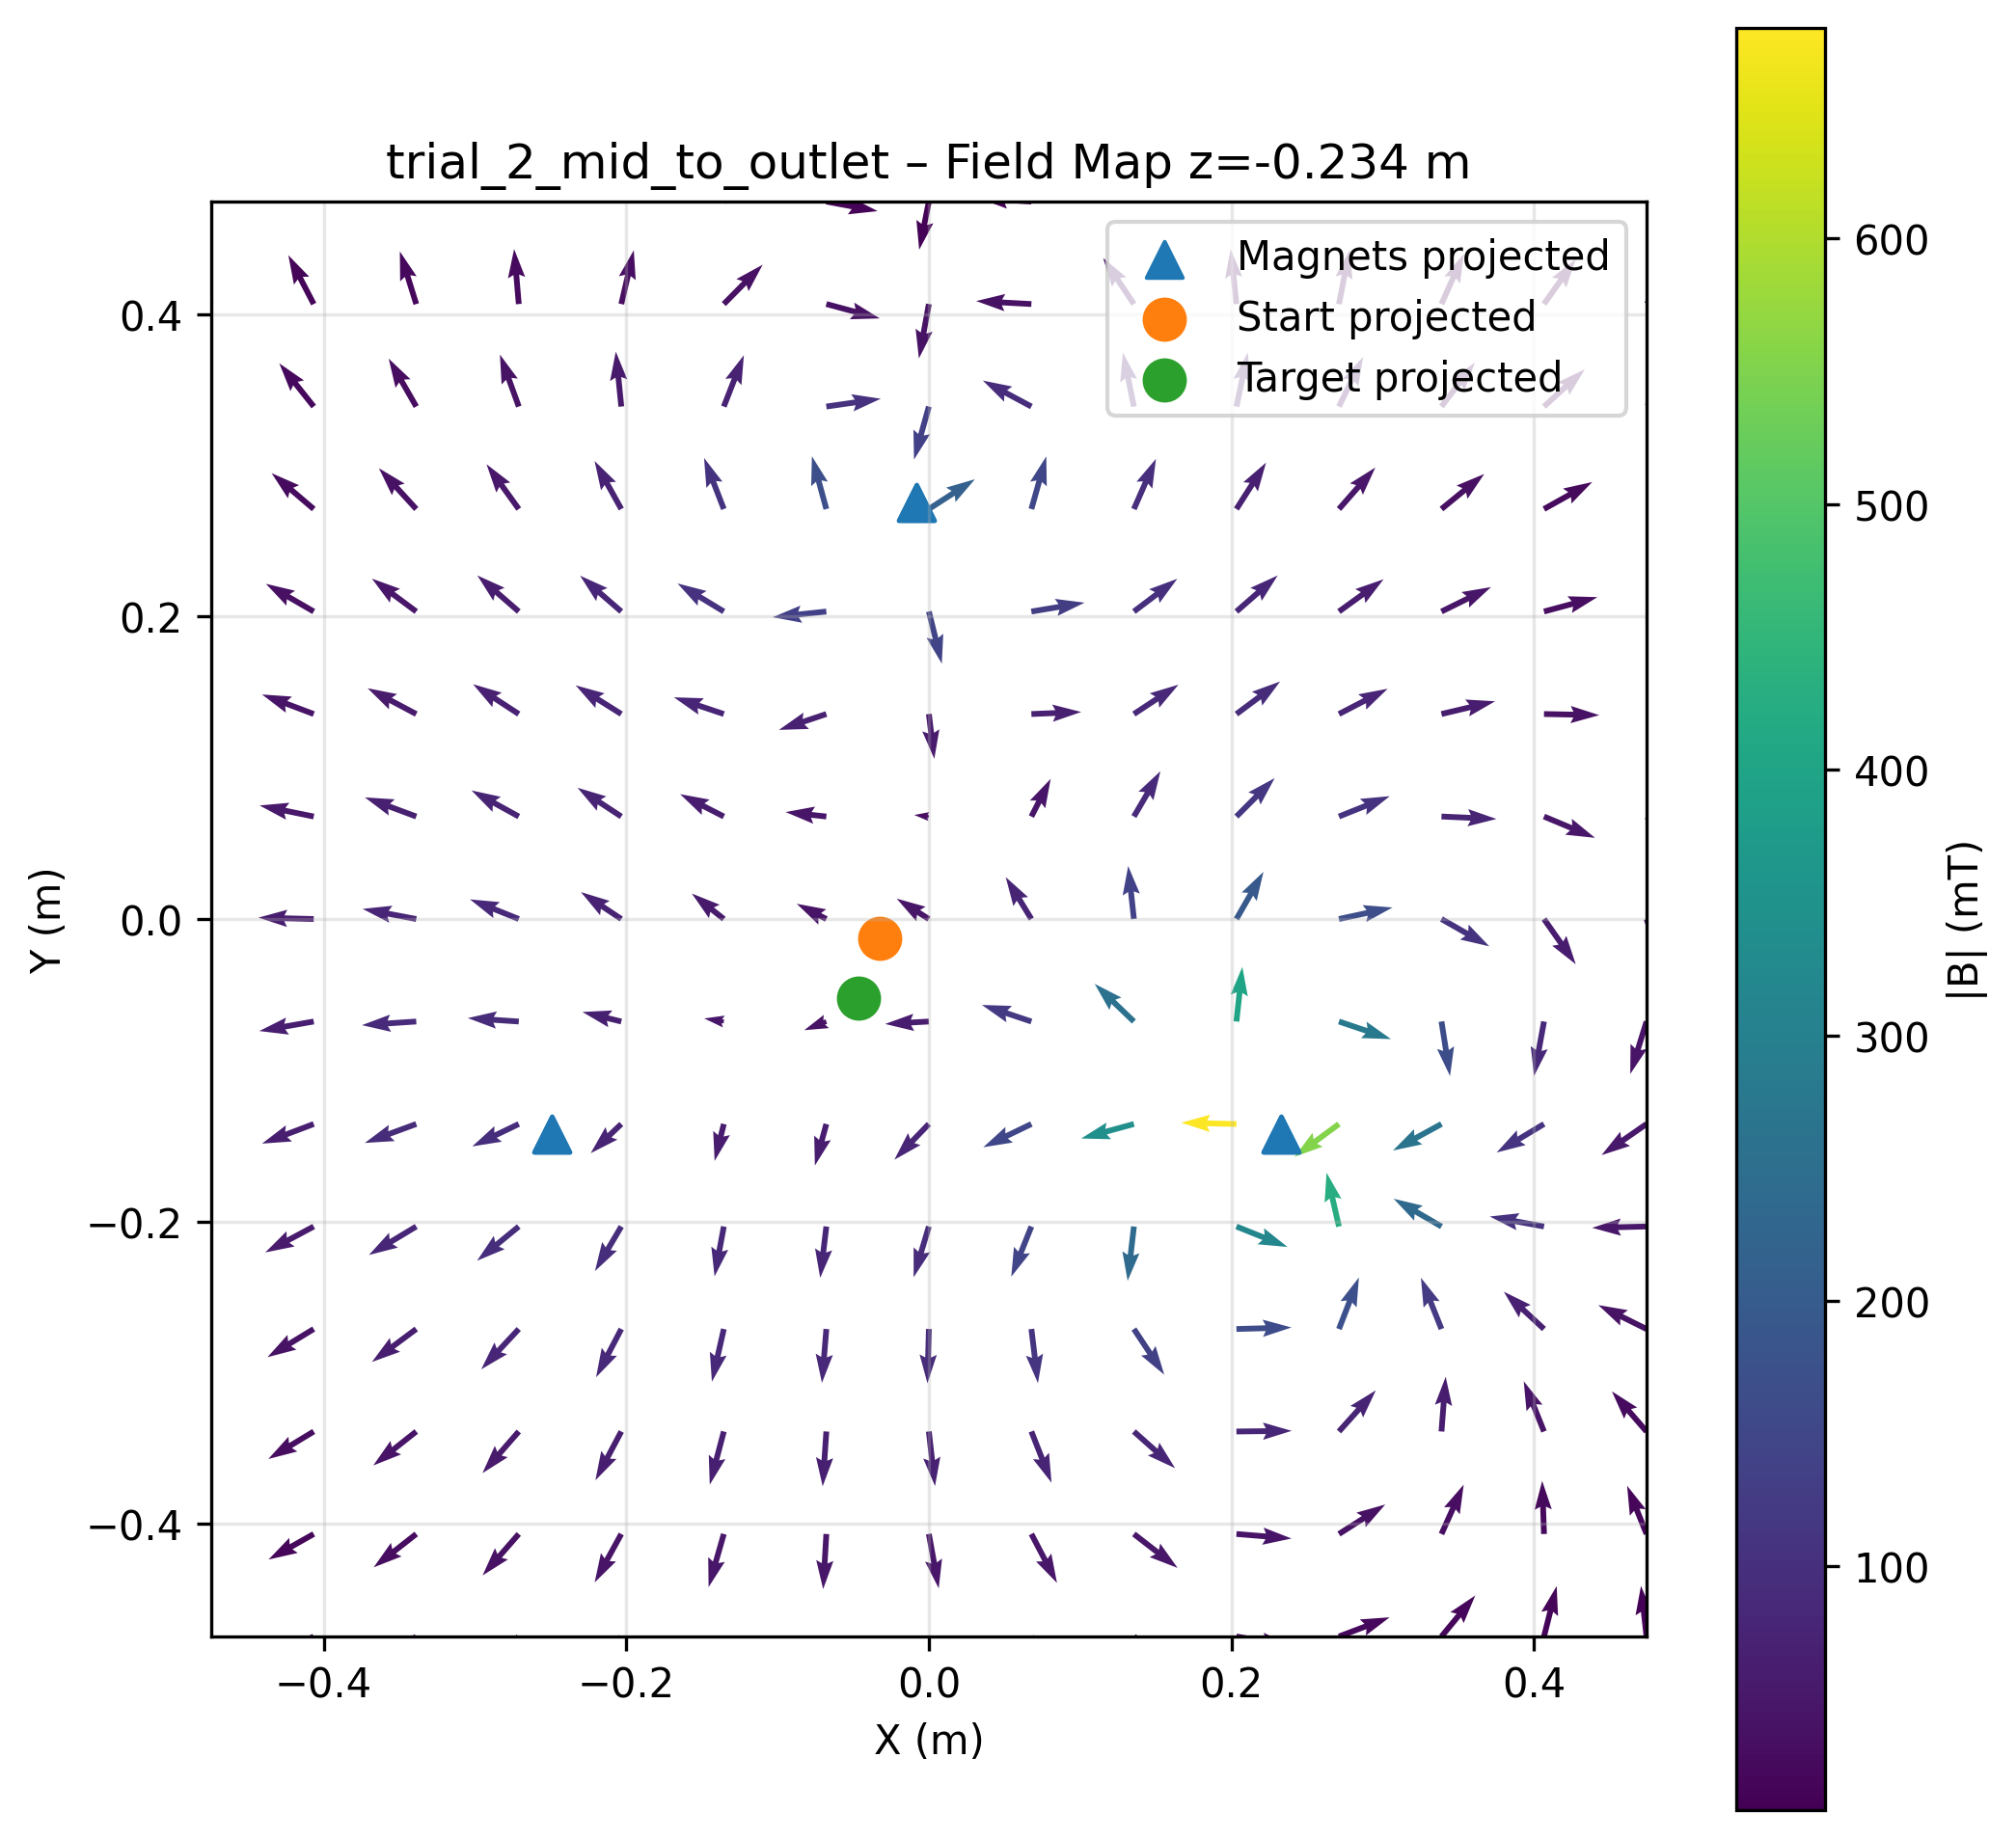 trial_2_mid_to_outlet – Field Map z=-0.234 m
Magnets projected
Start projected
Target projected
0.4
0.2
0.0
−0.2
−0.4
Y (m)
−0.4
−0.2
0.0
0.2
0.4
X (m)
600
500
400
300
200
100
|B| (mT)